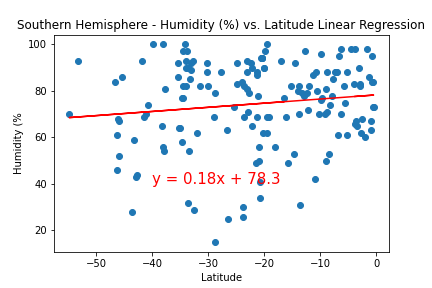 Southern Hemisphere - Humidity (%) vs. Latitude Linear Regression
100
80
60
40
20
Humidity (%
y = 0.18x + 78.3
−50
−40
−30
−20
−10
0
Latitude